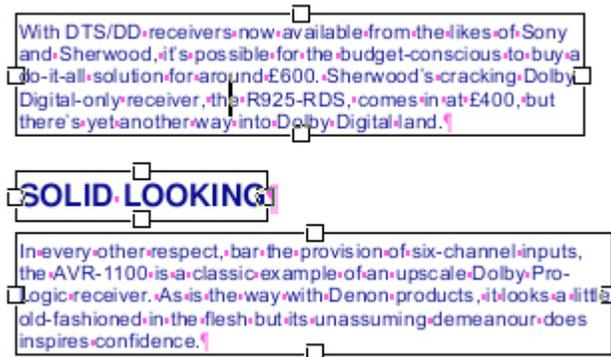 With DTS/DD receivers now available from the likes of Sony
and Sherwood, it's possible for the budget-conscious to buy a
do-it-all solution for around £600. Sherwood's cracking Dolby
Digital-only receiver, the R925-RDS, comes in at £400, but
there's yet another way into Dolby Digital land.
SOLID LOOKING
In every other respect, bar the provision of six-channel inputs,
the AVR-1100 is a classic example of an upscale Dolby Pro-
Logic receiver. As is the way with Denon products, it looks a little
old-fashioned in the flesh but its unassuming demeanour does
inspires confidence.